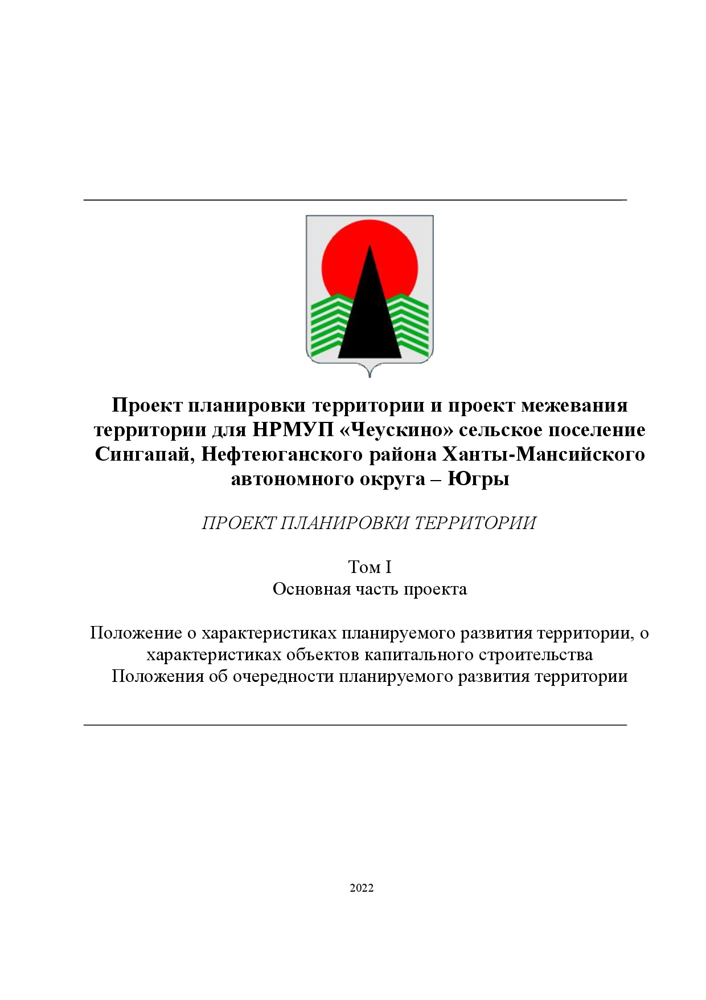 Проект планировки территории и проект межевания
территории для НРМУП «Чеускино» сельское поселение
Сингапай, Нефтеюганского района Ханты-Мансийского
автономного округа – Югры
ПРОЕКТ ПЛАНИРОВКИ ТЕРРИТОРИИ
Том I
Основная часть проекта
Положение о характеристиках планируемого развития территории, о
характеристиках объектов капитального строительства
Положения об очередности планируемого развития территории
2022